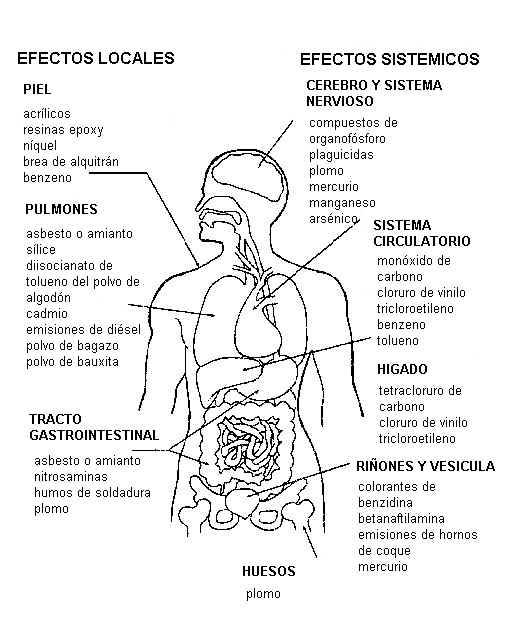 EFECTOS LOCALES
PIEL
acrílicos
resinas epoxy
níquel
brea de alquitrán
benzeno
PULMONES
asbesto o amianto
sílice
diisocianato de
tolueno del polvo de
algodón
cadmio
emisiones de diésel
polvo de bagazo
polvo de bauxita
TRACTO
GASTROINTESTINAL
asbesto o amianto
nitrosaminas
humos de soldadura
plomo
EFECTOS SISTEMICOS
CEREBRO Y SISTEMA
NERVIOSO
compuestos de
organofósforo
plaguicidas
plomo
mercurio
manganeso
arsénico
SISTEMA
CIRCULATORIO
monóxido de
carbono
cloruro de vinilo
tricloroetileno
benzeno
tolueno
HIGADO
tetracloruro de
carbono
cloruro de vinilo
tricloroetileno
RIÑONES Y VESICULA
colorantes de
benzidina
betanaftilamina
emisiones de hornos
de coque
mercurio
HUESOS
plomo